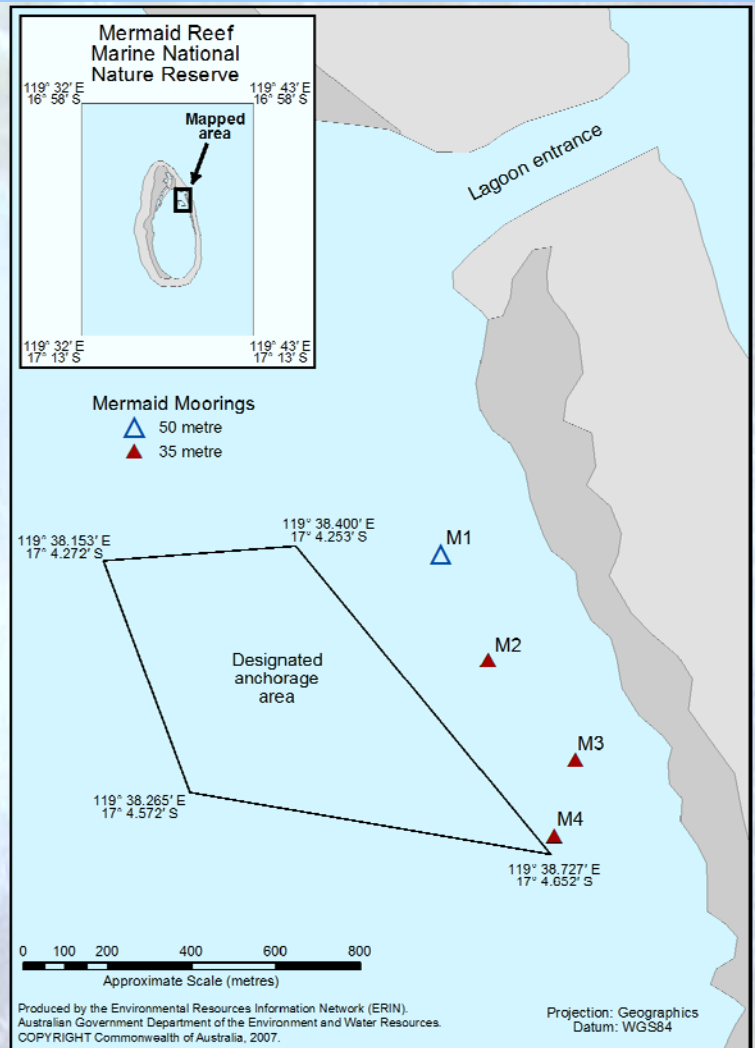 Mermaid Reef
Marine National
Nature Reserve
119° 32′ E
16° 58′ S
119° 43′ E
16° 58′ S
Mapped
area
119° 32′ E
17° 13′ S
119° 43′ E
17° 13′ S
Lagoon entrance
Mermaid Moorings
50 metre
35 metre
119° 38.153′ E
17° 4.272′ S
119° 38.400′ E
17° 4.253′ S
M1
M2
Designated
anchorage
area
M3
119° 38.265′ E
17° 4.572′ S
M4
119° 38.727′ E
17° 4.652′ S
0 100 200 400 600 800
Approximate Scale (metres)
Produced by the Environmental Resources Information Network (ERIN).
Australian Government Department of the Environment and Water Resources.
COPYRIGHT Commonwealth of Australia, 2007.
Projection: Geographics
Datum: WGS84